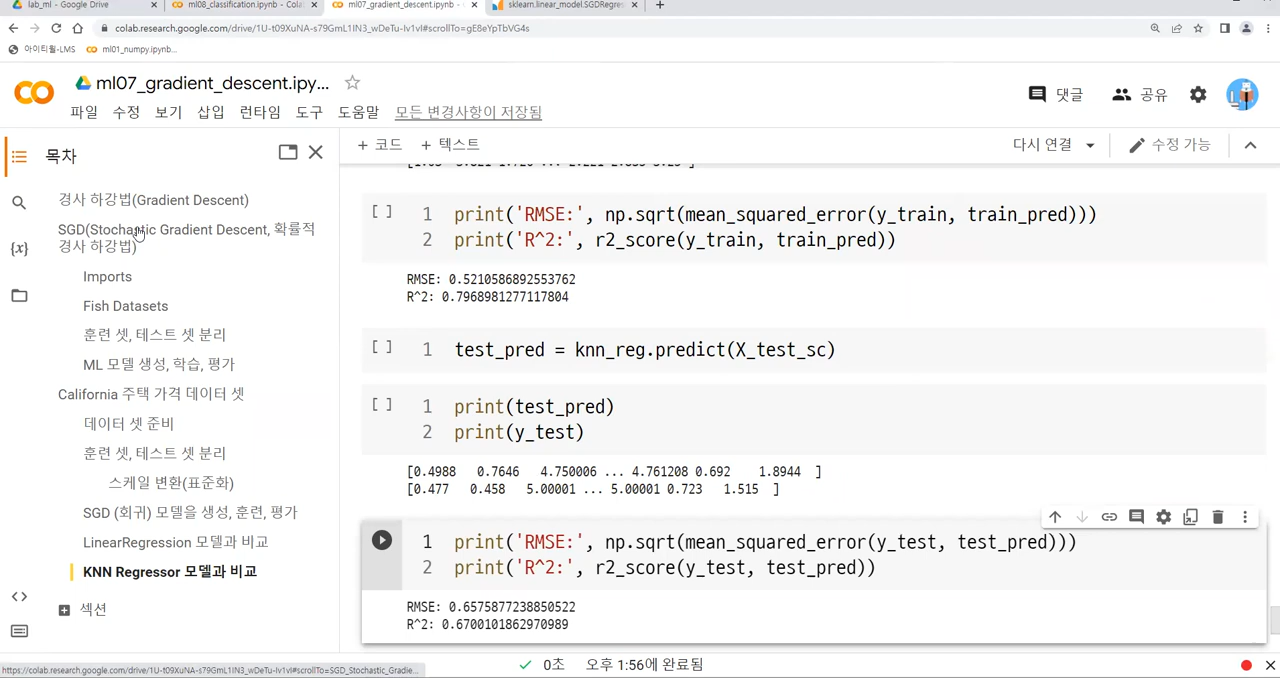 lab_ml - Google Drive
ml08_classification.ipynb - Cola
ml07_gradient_descent.ipynb - C
sklearn.linear_model.SGDRegres
colab.research.google.com/drive/1U-t09XuNA-s79GmL1IN3_wDeTu-Iv1vI#scrollTo=gE8eYpTbVG4s
아이티윌-LMS
ml01_numpy.ipynb...
ml07_gradient_descent.ipy...
댓글
공유
파일 수정 보기 삽입 런타임 도구 도움말 모든 변경사항이 저장됨
목차
+ 코드 + 텍스트
다시 연결
수정 가능
경사 하강법(Gradient Descent)
SGD(Stochastic Gradient Descent, 확률적
경사 하강법)
Imports
Fish Datasets
훈련 셋, 테스트 셋 분리
ML 모델 생성, 학습, 평가
California 주택 가격 데이터 셋
데이터 셋 준비
훈련 셋, 테스트 셋 분리
스케일 변환(표준화)
SGD (회귀) 모델을 생성, 훈련, 평가
LinearRegression 모델과 비교
KNN Regressor 모델과 비교
섹션
[ ] 1 print('RMSE:', np.sqrt(mean_squared_error(y_train, train_pred)))
2 print('R^2:', r2_score(y_train, train_pred))
RMSE: 0.5210586892553762
R^2: 0.7968981277117804
[ ] 1 test_pred = knn_reg.predict(X_test_sc)
[ ] 1 print(test_pred)
2 print(y_test)
[0.4988 0.7646 4.750006 ... 4.761208 0.692 1.8944 ]
[0.477 0.458 5.00001 ... 5.00001 0.723 1.515 ]
1 print('RMSE:', np.sqrt(mean_squared_error(y_test, test_pred)))
2 print('R^2:', r2_score(y_test, test_pred))
RMSE: 0.6575877238850522
R^2: 0.6700101862970989
https://colab.research.google.com/drive/1U-t09XuNA-s79GmL1IN3_wDeTu-Iv1vI#scrollTo=SGD_Stochastic_Gradie...
0초 오후 1:56에 완료됨